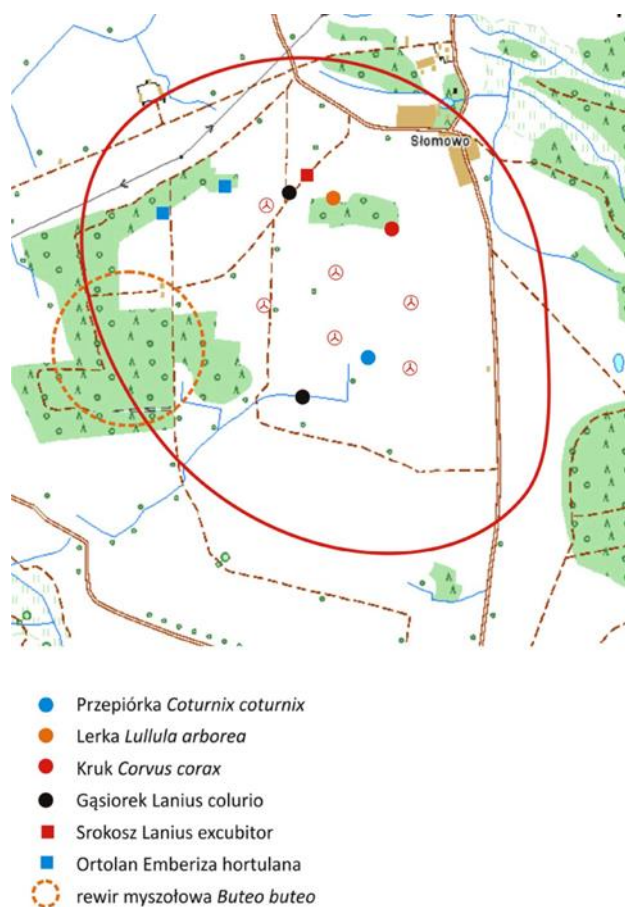 Słomowo
Przepiórka Coturnix coturnix
Lerka Lullula arborea
Kruk Corvus corax
Gąsiorek Lanius colurio
Srokosz Lanius excubitor
Ortolan Emberiza hortulana
rewir myszołowa Buteo buteo